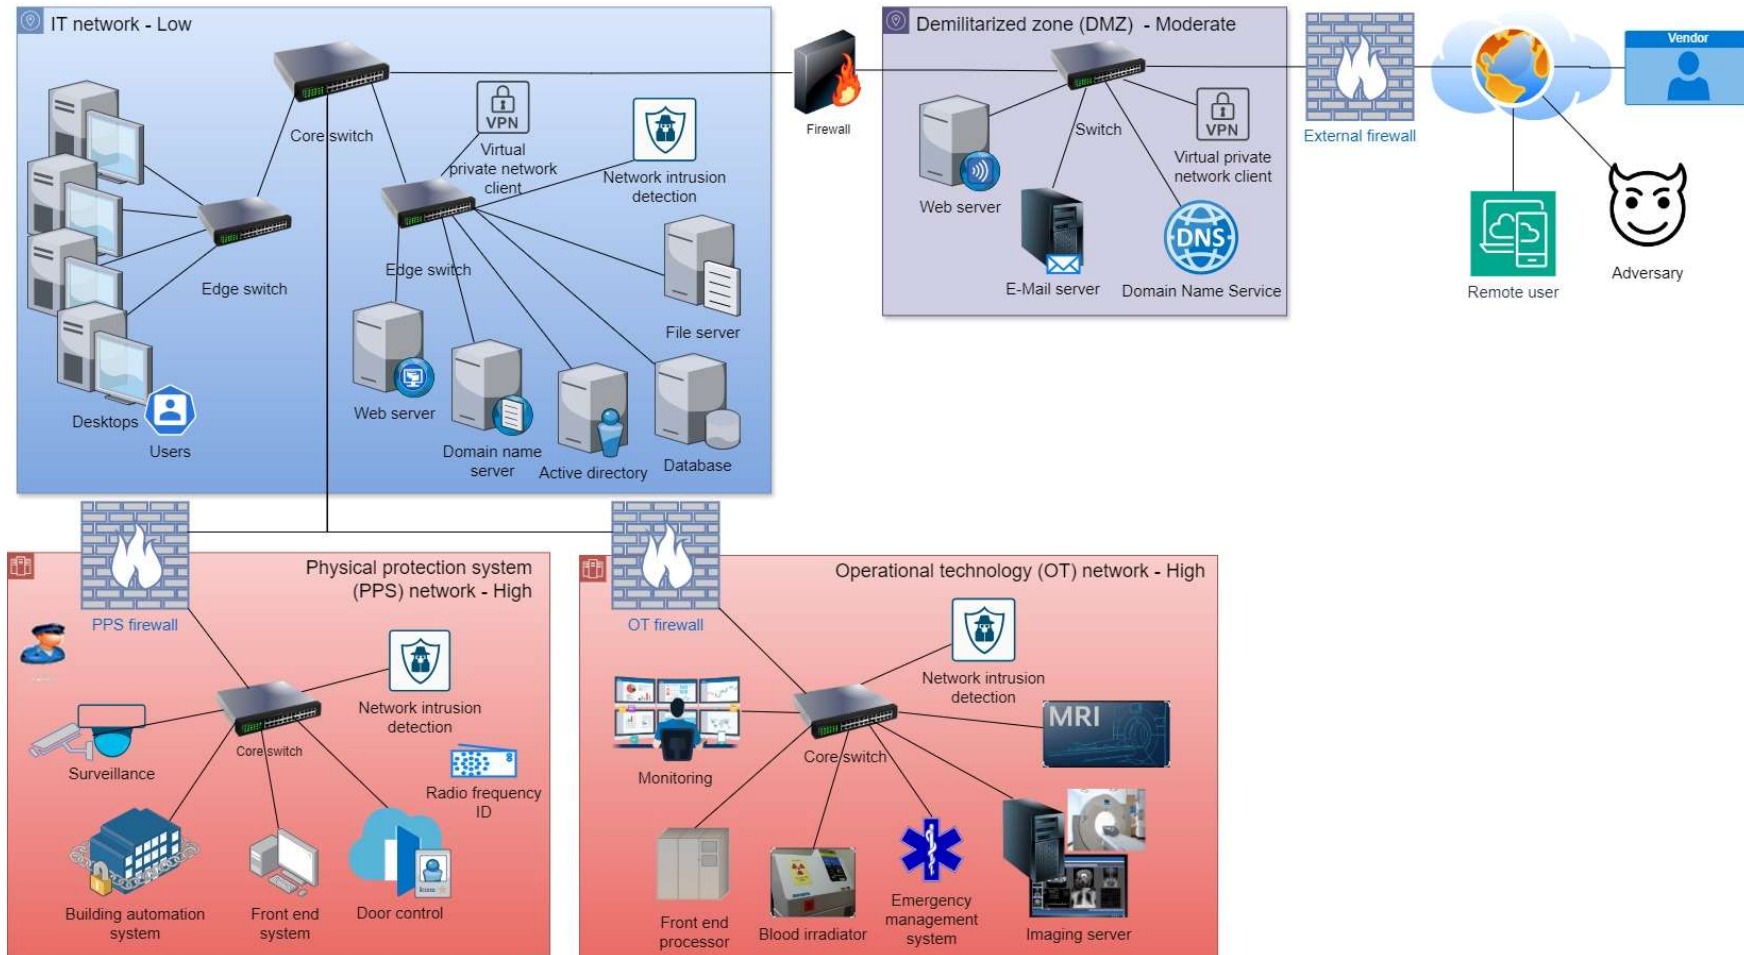 IT network - Low
Core switch
VPN
Virtual
private network
client
Network intrusion
detection
Edge switch
Edge switch
File server
Desktops
Users
Web server
Domain name
server
Active directory
Database
Firewall
Demilitarized zone (DMZ) - Moderate
Switch
VPN
Virtual private
network client
Web server
E-Mail server
DNS
Domain Name Service
External firewall
Vendor
Remote user
Adversary
Physical protection system
(PPS) network - High
PPS firewall
Network intrusion
detection
Core switch
Surveillance
Radio frequency
ID
Building automation
system
Front end
system
Door control
Operational technology (OT) network - High
OT firewall
Network intrusion
detection
Monitoring
Core switch
MRI
Front end
processor
Blood irradiator
Emergency
management
system
Imaging server